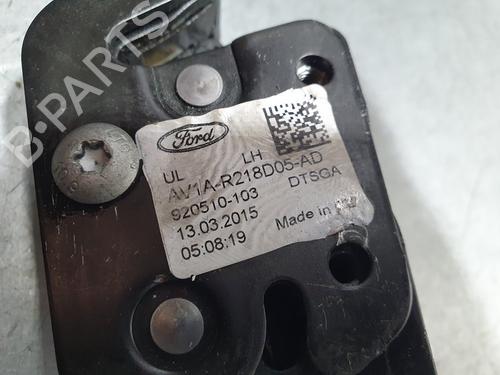 B-PARTS
Ford
UL LH
AV1A-R218D05-AD
920510-103 DTSGA
13.03.2015
05:08:19 Made in